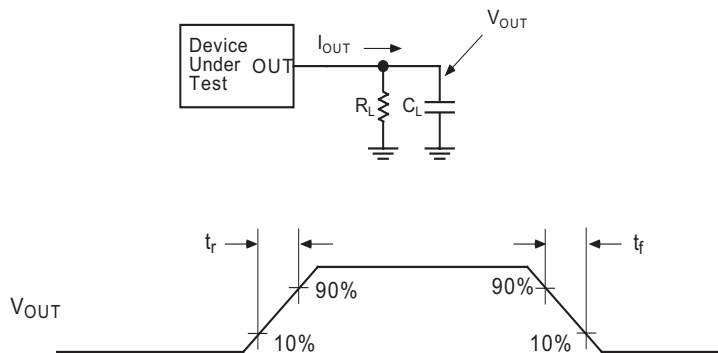 V_OUT
Device
Under
Test
OUT
I_OUT
R_L
C_L
t_r
t_f
90%
90%
V_OUT
10%
10%